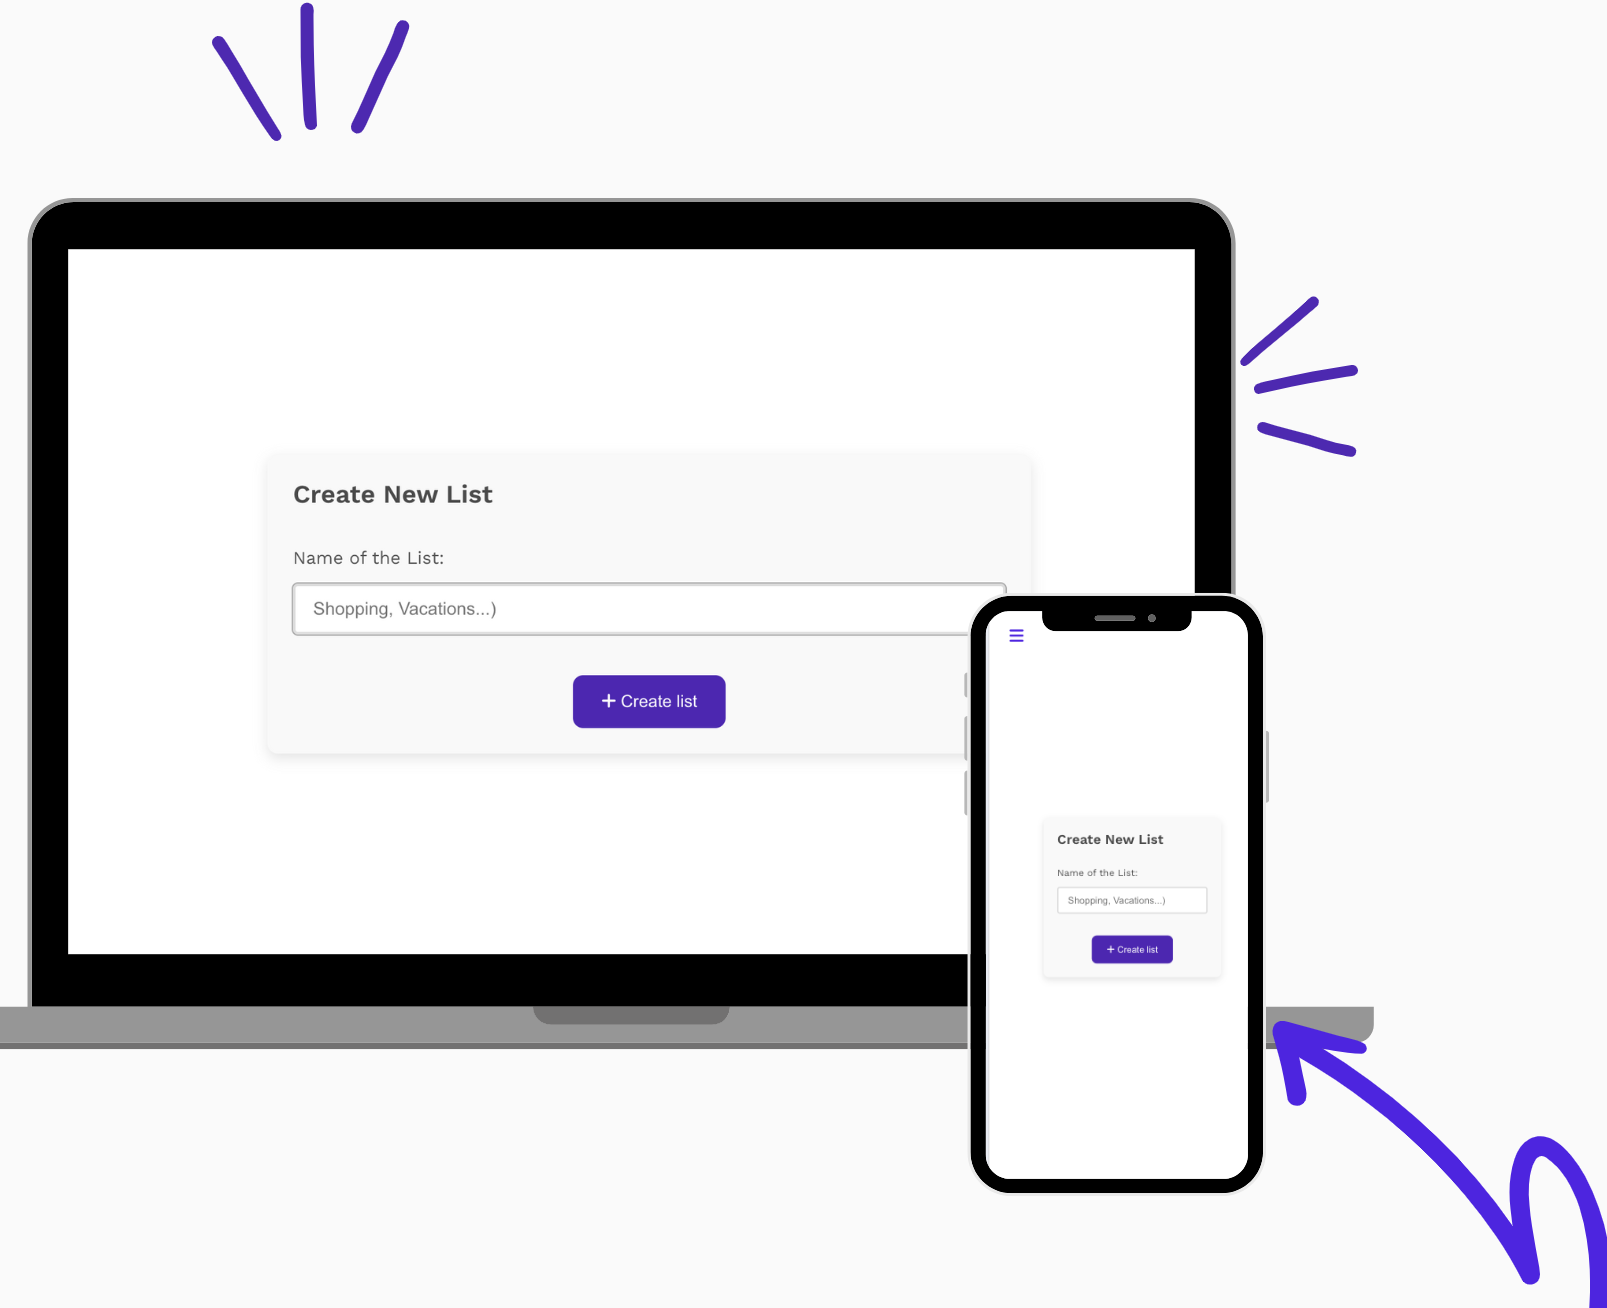 Create New List
Name of the List:
Shopping, Vacations...)
+ Create list
Create New List
Name of the List:
Shopping, Vacations...)
+ Create list